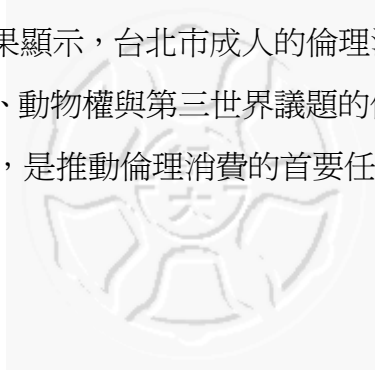 果顯示，台北市成人的倫理
、動物權與第三世界議題的
，是推動倫理消費的首要任